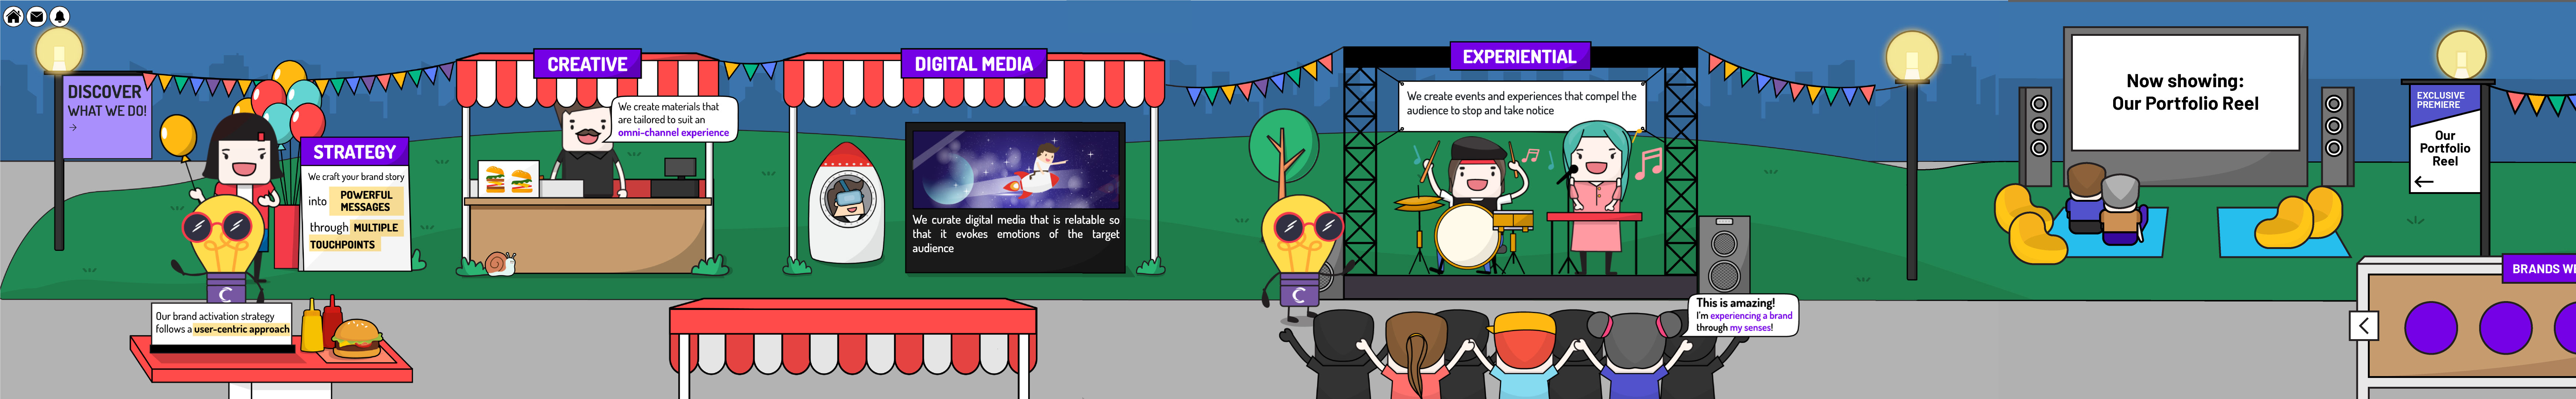 DISCOVER
WHAT WE DO!
→
STRATEGY
We craft your brand story
into POWERFUL
MESSAGES
through MULTIPLE
TOUCHPOINTS
C
Our brand activation strategy
follows a user-centric approach
CREATIVE
We create materials that
are tailored to suit an
omni-channel experience
DIGITAL MEDIA
We curate digital media that is relatable so
that it evokes emotions of the target
audience
EXPERIENTIAL
We create events and experiences that compel the
audience to stop and take notice
C
This is amazing!
I'm experiencing a brand
through my senses!
Now showing:
Our Portfolio Reel
EXCLUSIVE
PREMIERE
Our
Portfolio
Reel
←
BRANDS WE